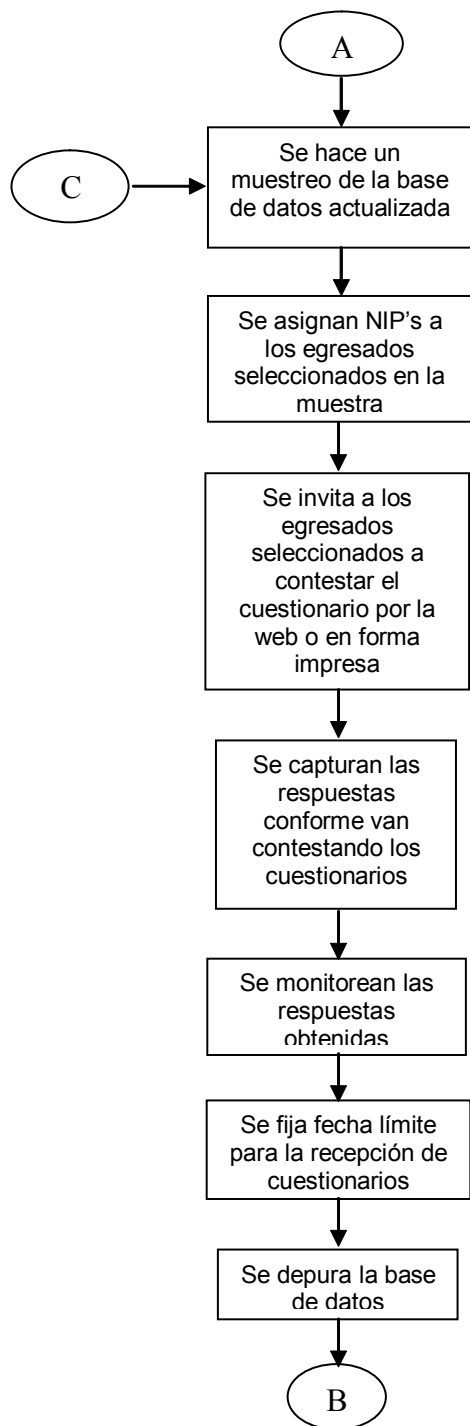 A
Se hace un
muestreo de la base
de datos actualizada
C
Se asignan NIP's a
los egresados
seleccionados en la
muestra
Se invita a los
egresados
seleccionados a
contestar el
cuestionario por la
web o en forma
impresa
Se capturan las
respuestas
conforme van
contestando los
cuestionarios
Se monitorean las
respuestas
obtenidas
Se fija fecha límite
para la recepción de
cuestionarios
Se depura la base
de datos
B